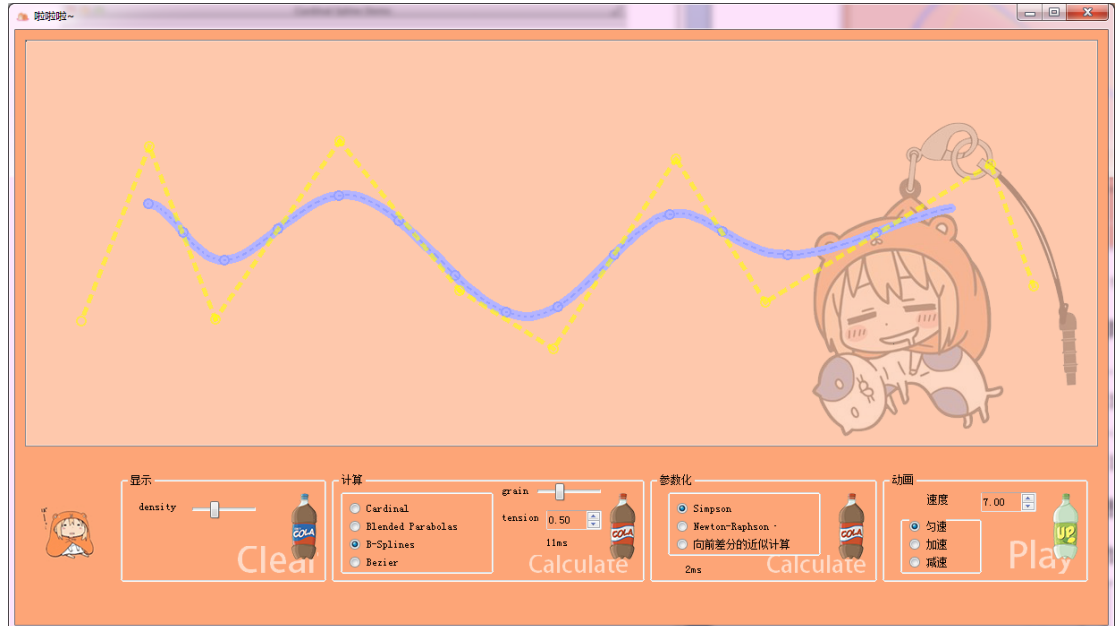 啦啦啦~
显示
density
Clear
COLA
计算
Cardinal
Blended Parabolas
B-Splines
Bezier
grain
tension 0.50
11ms
COLA
Calculate
参数化
Simpson
Newton-Raphson
向前差分的近似计算
2ms
COLA
Calculate
动画
速度 7.00
匀速
加速
减速
UP
Play